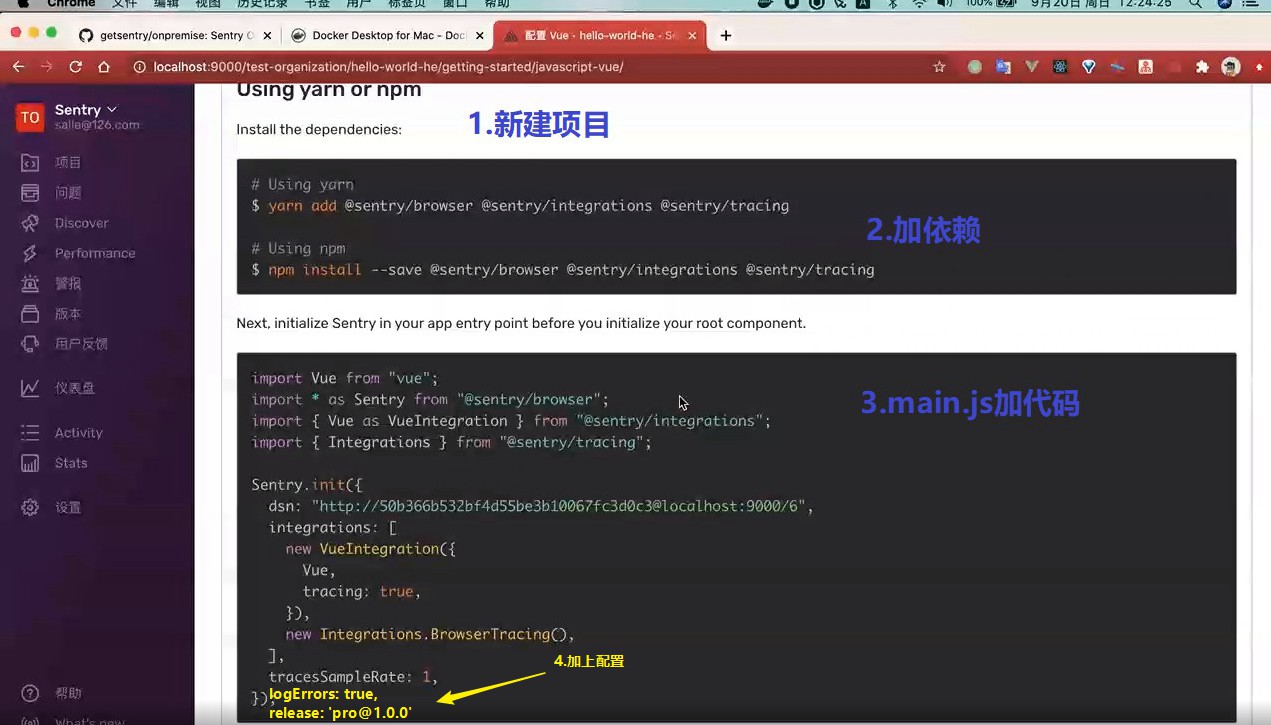 Chrome 文件 编辑 视图 历史记录 书签 用户 标签页 窗口 帮助 100% 9月20日 周日 12:24:25
getsentry/onpremise: Sentry
Docker Desktop for Mac - Doc
配置 Vue - hello-world-he - Se
localhost:9000/test-organization/hello-world-he/getting-started/javascript-vue/
TO
Sentry
项目
问题
Discover
Performance
警报
版本
用户反馈
仪表盘
Activity
Stats
设置
帮助
What's new
Using yarn or npm
1.新建项目
Install the dependencies:
# Using yarn
$ yarn add @sentry/browser @sentry/integrations @sentry/tracing
2.加依赖
# Using npm
$ npm install --save @sentry/browser @sentry/integrations @sentry/tracing
Next, initialize Sentry in your app entry point before you initialize your root component.
import Vue from "vue";
3.main.js加代码
import * as Sentry from "@sentry/browser";
import { Vue as VueIntegration } from "@sentry/integrations";
import { Integrations } from "@sentry/tracing";
Sentry.init({
dsn: "http://50b366b532bf4d55be3b10067fc3d0c3@localhost:9000/6",
integrations: [
new VueIntegration({
Vue,
tracing: true,
}),
new Integrations.BrowserTracing(),
],
4.加上配置
tracesSampleRate: 1,
logErrors: true,
});
release: 'pro@1.0.0'